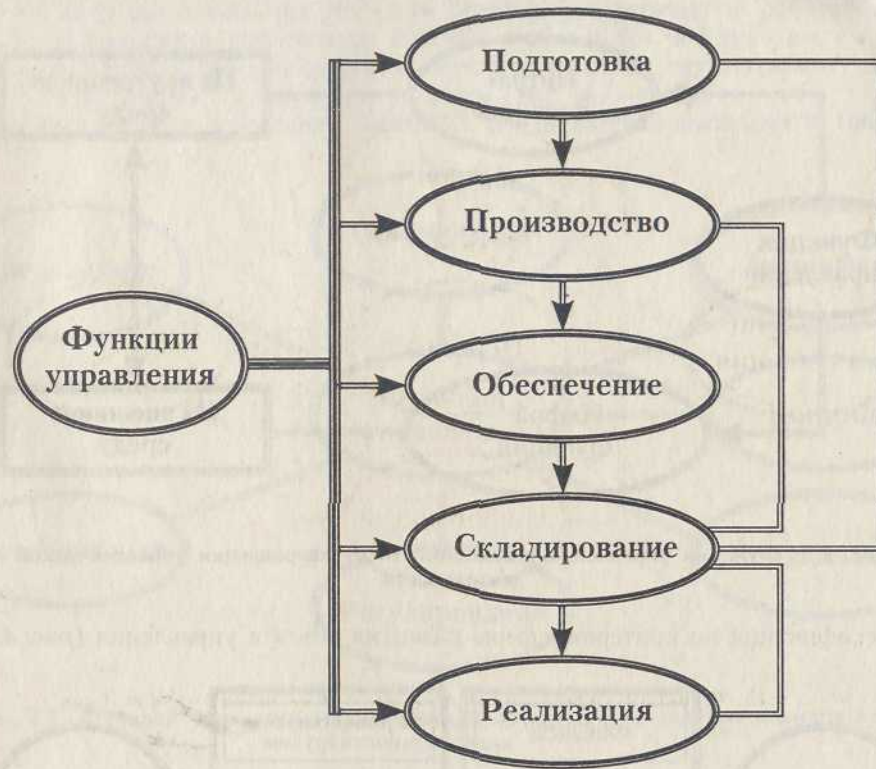 Подготовка
Производство
Функции
управления
Обеспечение
Складирование
Реализация